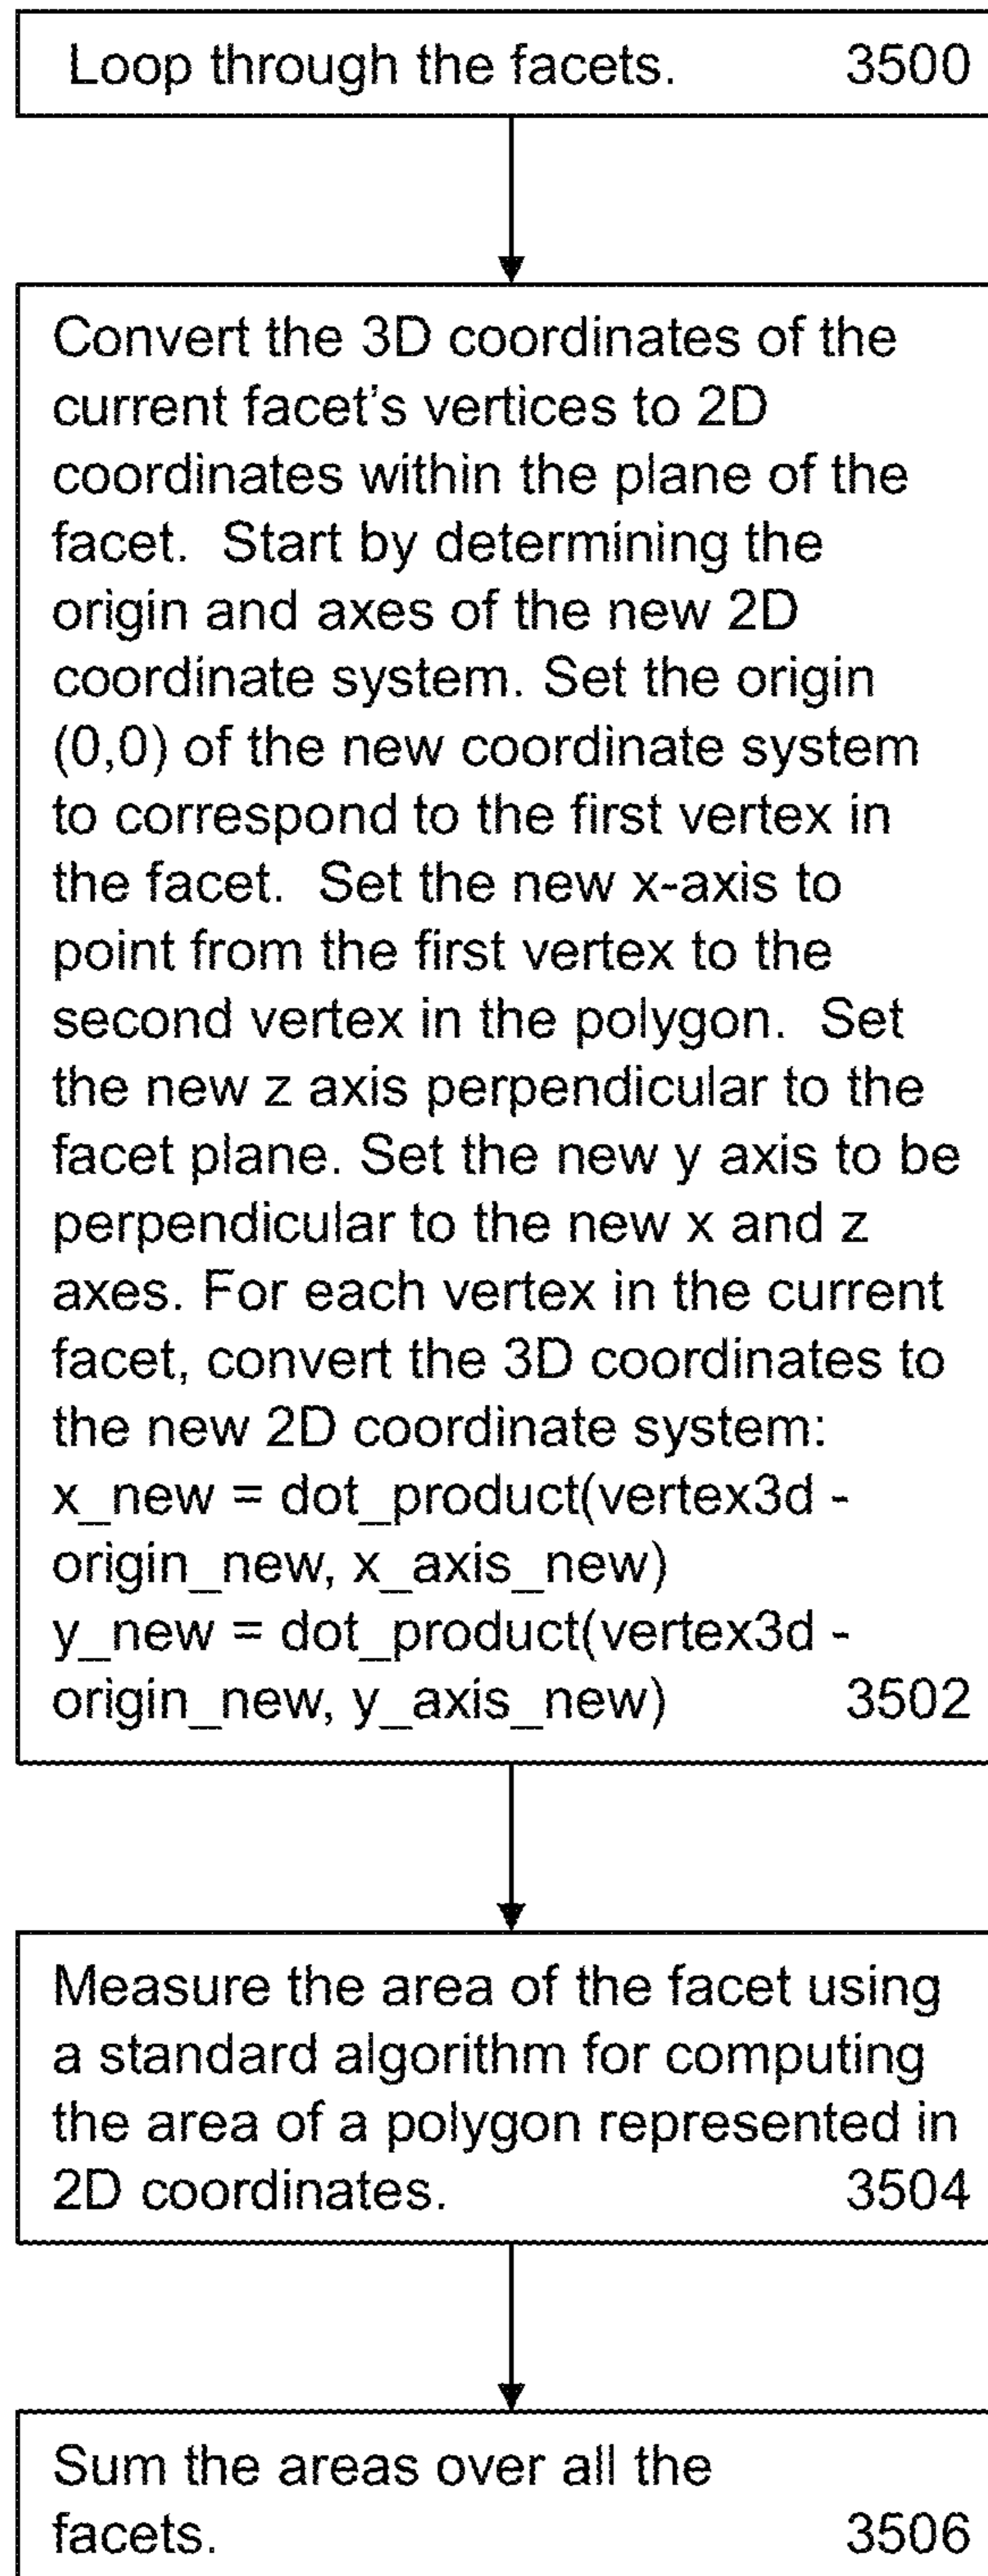 Loop through the facets. 3500
Convert the 3D coordinates of the
current facet’s vertices to 2D
coordinates within the plane of the
facet.  Start by determining the
origin and axes of the new 2D
coordinate system. Set the origin
(0,0) of the new coordinate system
to correspond to the first vertex in
the facet.  Set the new x-axis to
point from the first vertex to the
second vertex in the polygon.  Set
the new z axis perpendicular to the
facet plane. Set the new y axis to be
perpendicular to the new x and z
axes. For each vertex in the current
facet, convert the 3D coordinates to
the new 2D coordinate system:
x_new = dot_product(vertex3d -
origin_new, x_axis_new)
y_new = dot_product(vertex3d -
origin_new, y_axis_new) 3502
Measure the area of the facet using
a standard algorithm for computing
the area of a polygon represented in
2D coordinates. 3504
Sum the areas over all the
facets. 3506